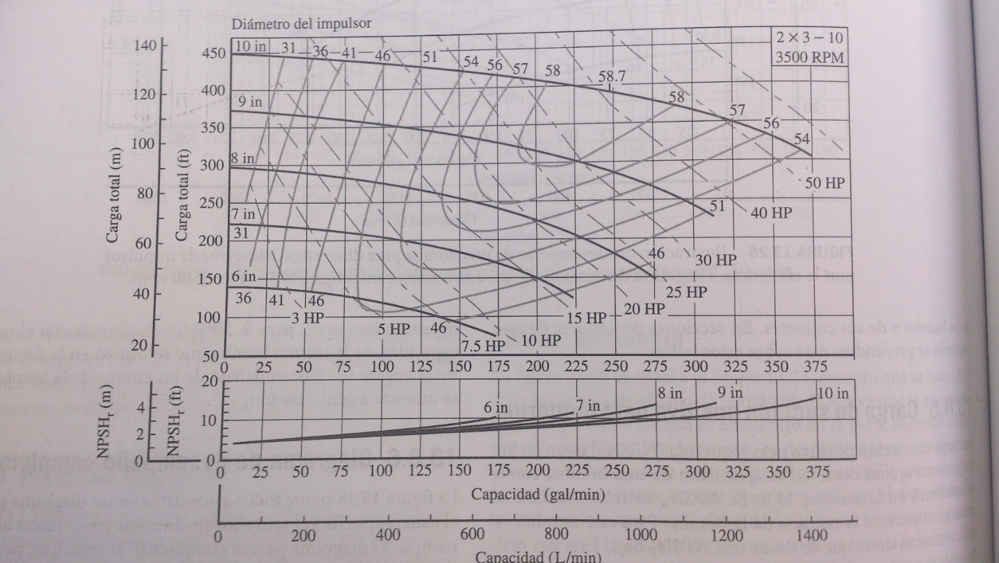 Diámetro del impulsor
2 × 3 – 10
3500 RPM
10 in 31 36 41 46 51 54 56 57 58 58.7 58 57 56 54
9 in
8 in
7 in
31
6 in
36 41 46
51
46
46
3 HP
5 HP
7.5 HP
10 HP
15 HP
20 HP
25 HP
30 HP
40 HP
50 HP
Carga total (m)
140
120
100
80
60
40
20
Carga total (ft)
450
400
350
300
250
200
150
100
50
0 25 50 75 100 125 150 175 200 225 250 275 300 325 350 375
NPSHr (m)
4
2
0
NPSHr (ft)
20
10
0
6 in 7 in 8 in 9 in 10 in
0 25 50 75 100 125 150 175 200 225 250 275 300 325 350 375
Capacidad (gal/min)
0 200 400 600 800 1000 1200 1400
Capacidad (L/min)